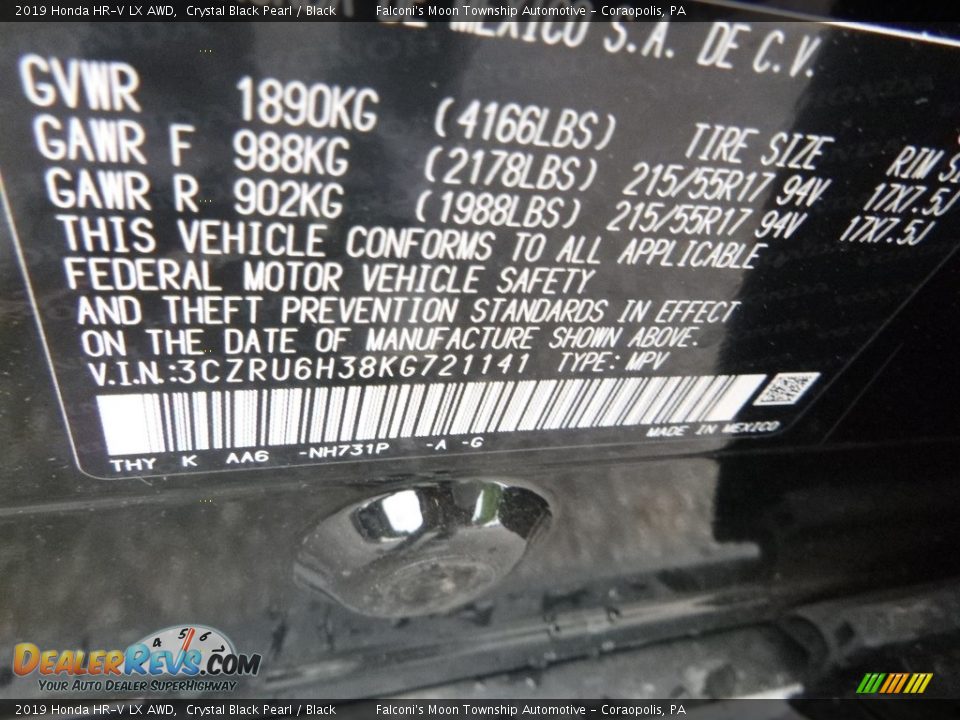 2019 Honda HR-V LX AWD, Crystal Black Pearl / Black Falconi's Moon Township Automotive - Coraopolis, PA
MEXICO S.A. DE C.V.
GVWR 1890KG (4166LBS) TIRE SIZE RIM
GAWR F 988KG (2178LBS) 215/55R17 94V 17X7.5J
GAWR R 902KG (1988LBS) 215/55R17 94V 17X7.5J
THIS VEHICLE CONFORMS TO ALL APPLICABLE
FEDERAL MOTOR VEHICLE SAFETY
AND THEFT PREVENTION STANDARDS IN EFFECT
ON THE DATE OF MANUFACTURE SHOWN ABOVE.
V.I.N.:3CZRU6H38KG721141 TYPE: MPV
MADE IN MEXICO
THY K AA6 -NH731P -A -G
4 5 6
DEALERREVS.COM
YOUR AUTO DEALER SUPERHIGHWAY
2019 Honda HR-V LX AWD, Crystal Black Pearl / Black Falconi's Moon Township Automotive - Coraopolis, PA